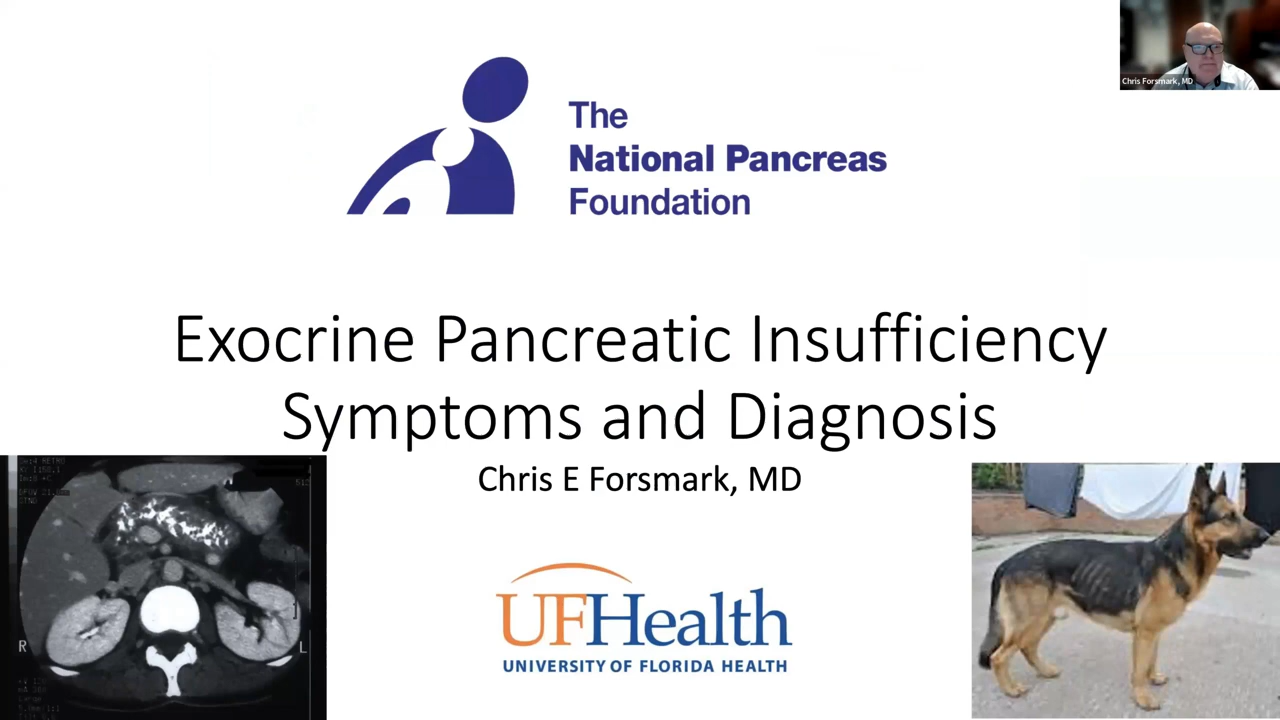 Chris Forsmark, MD
The
National Pancreas
Foundation
Exocrine Pancreatic Insufficiency
Symptoms and Diagnosis
Chris E Forsmark, MD
512
R
L
UFHealth
UNIVERSITY OF FLORIDA HEALTH